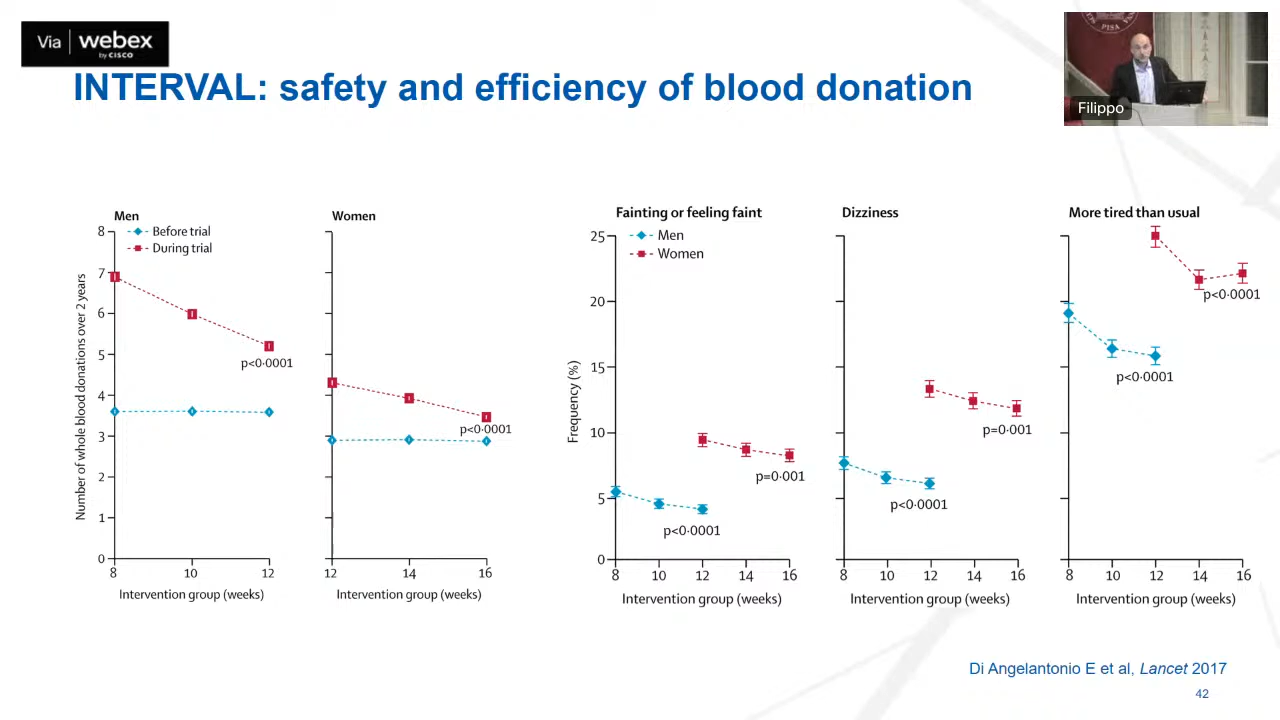 Via | webex
by CISCO
INTERVAL: safety and efficiency of blood donation
PISA
Filippo
Men
Before trial
During trial
Number of whole blood donations over 2 years
8
7
6
5
4
3
2
1
0
p<0·0001
8 10 12
Intervention group (weeks)
Women
p<0·0001
12 14 16
Intervention group (weeks)
Fainting or feeling faint
Men
Women
Frequency (%)
25
20
15
10
5
0
p=0·001
p<0·0001
8 10 12 14 16
Intervention group (weeks)
Dizziness
p=0·001
p<0·0001
8 10 12 14 16
Intervention group (weeks)
More tired than usual
p<0·0001
p<0·0001
8 10 12 14 16
Intervention group (weeks)
Di Angelantonio E et al, Lancet 2017
42